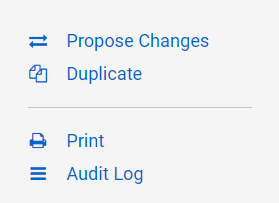 Propose Changes
Duplicate
Print
Audit Log